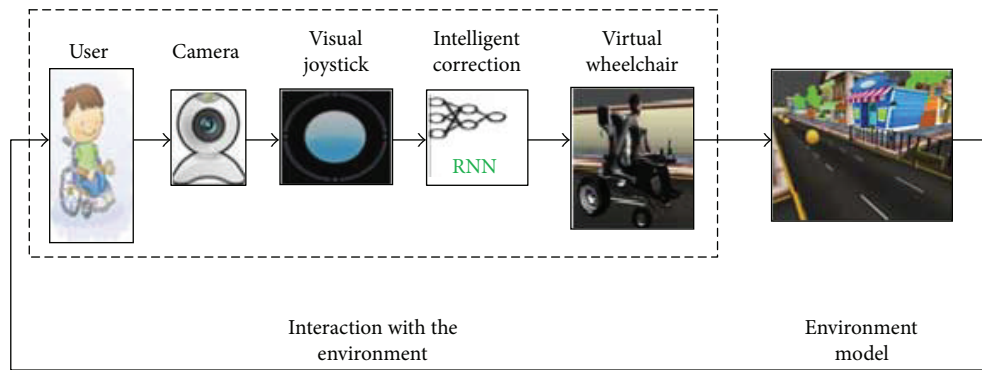 User
Camera
Visual
joystick
Intelligent
correction
Virtual
wheelchair
RNN
Interaction with the
environment
Environment
model